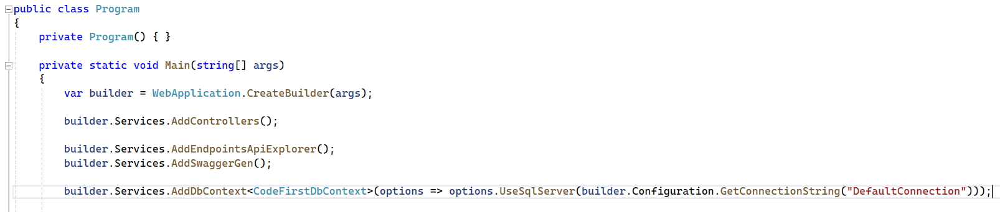 public class Program
{
private Program() { }
private static void Main(string[] args)
{
var builder = WebApplication.CreateBuilder(args);
builder.Services.AddControllers();
builder.Services.AddEndpointsApiExplorer();
builder.Services.AddSwaggerGen();
builder.Services.AddDbContext<CodeFirstDbContext>(options => options.UseSqlServer(builder.Configuration.GetConnectionString("DefaultConnection")));